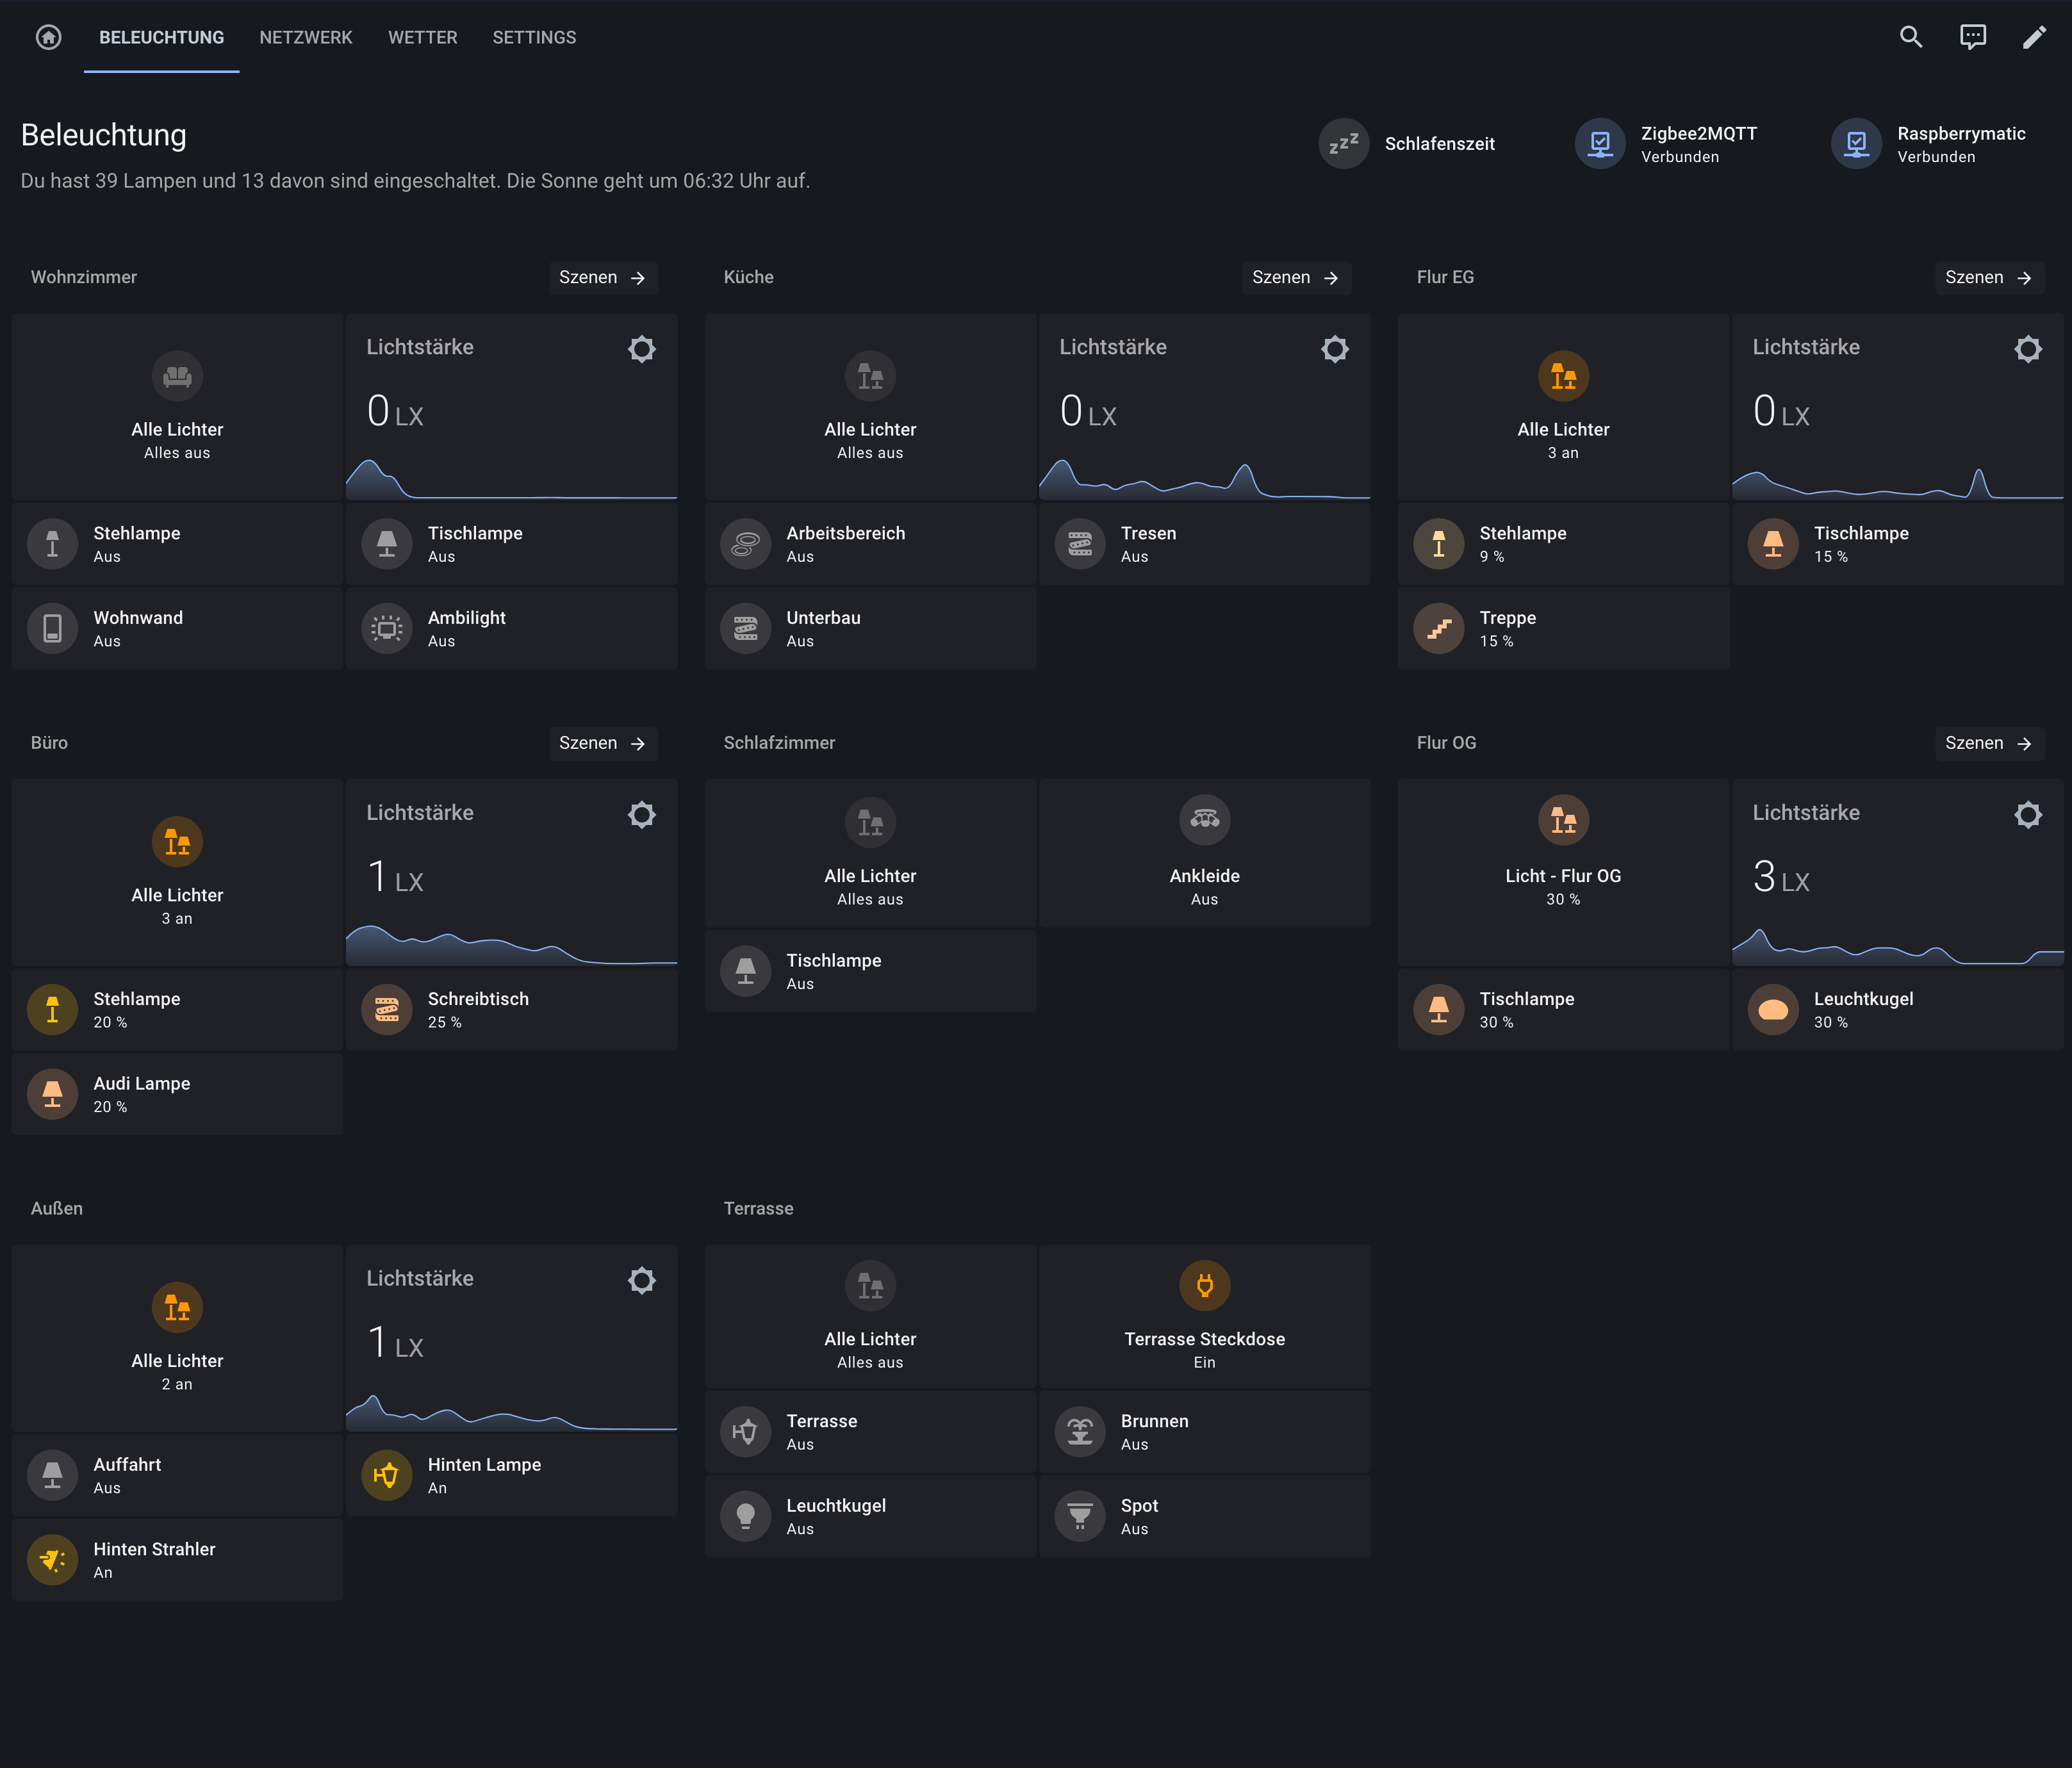 BELEUCHTUNG NETZWERK WETTER SETTINGS
Beleuchtung
Du hast 39 Lampen und 13 davon sind eingeschaltet. Die Sonne geht um 06:32 Uhr auf.
zzz
Schlafenszeit
Zigbee2MQTT
Verbunden
Raspberrymatic
Verbunden
Wohnzimmer
Szenen
Alle Lichter
Alles aus
Lichtstärke
0 LX
Stehlampe
Aus
Tischlampe
Aus
Wohnwand
Aus
Ambilight
Aus
Küche
Szenen
Alle Lichter
Alles aus
Lichtstärke
0 LX
Arbeitsbereich
Aus
Tresen
Aus
Unterbau
Aus
Flur EG
Szenen
Alle Lichter
3 an
Lichtstärke
0 LX
Stehlampe
9 %
Tischlampe
15 %
Treppe
15 %
Büro
Szenen
Alle Lichter
3 an
Lichtstärke
1 LX
Stehlampe
20 %
Schreibtisch
25 %
Audi Lampe
20 %
Schlafzimmer
Alle Lichter
Alles aus
Ankleide
Aus
Tischlampe
Aus
Flur OG
Szenen
Licht - Flur OG
30 %
Lichtstärke
3 LX
Tischlampe
30 %
Leuchtkugel
30 %
Außen
Alle Lichter
2 an
Lichtstärke
1 LX
Auffahrt
Aus
Hinten Lampe
An
Hinten Strahler
An
Terrasse
Alle Lichter
Alles aus
Terrasse Steckdose
Ein
Terrasse
Aus
Brunnen
Aus
Leuchtkugel
Aus
Spot
Aus